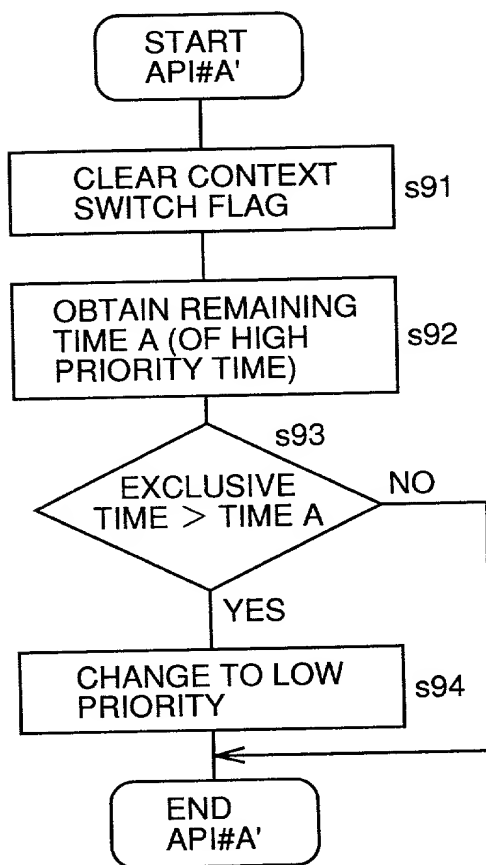 START
API#A'
CLEAR CONTEXT
SWITCH FLAG
s91
OBTAIN REMAINING
TIME A (OF HIGH
PRIORITY TIME)
s92
s93
EXCLUSIVE
TIME > TIME A
NO
YES
CHANGE TO LOW
PRIORITY
s94
END
API#A'